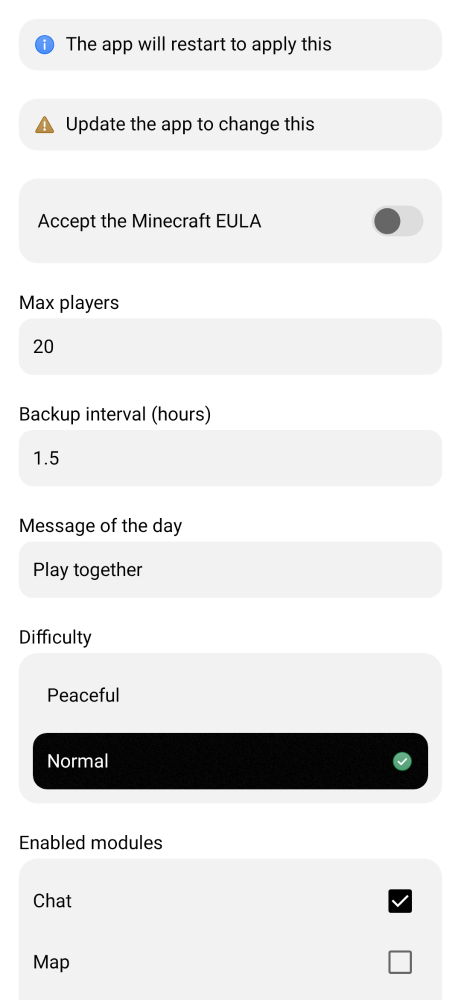 The app will restart to apply this
Update the app to change this
Accept the Minecraft EULA
Max players
20
Backup interval (hours)
1.5
Message of the day
Play together
Difficulty
Peaceful
Normal
Enabled modules
Chat
Map